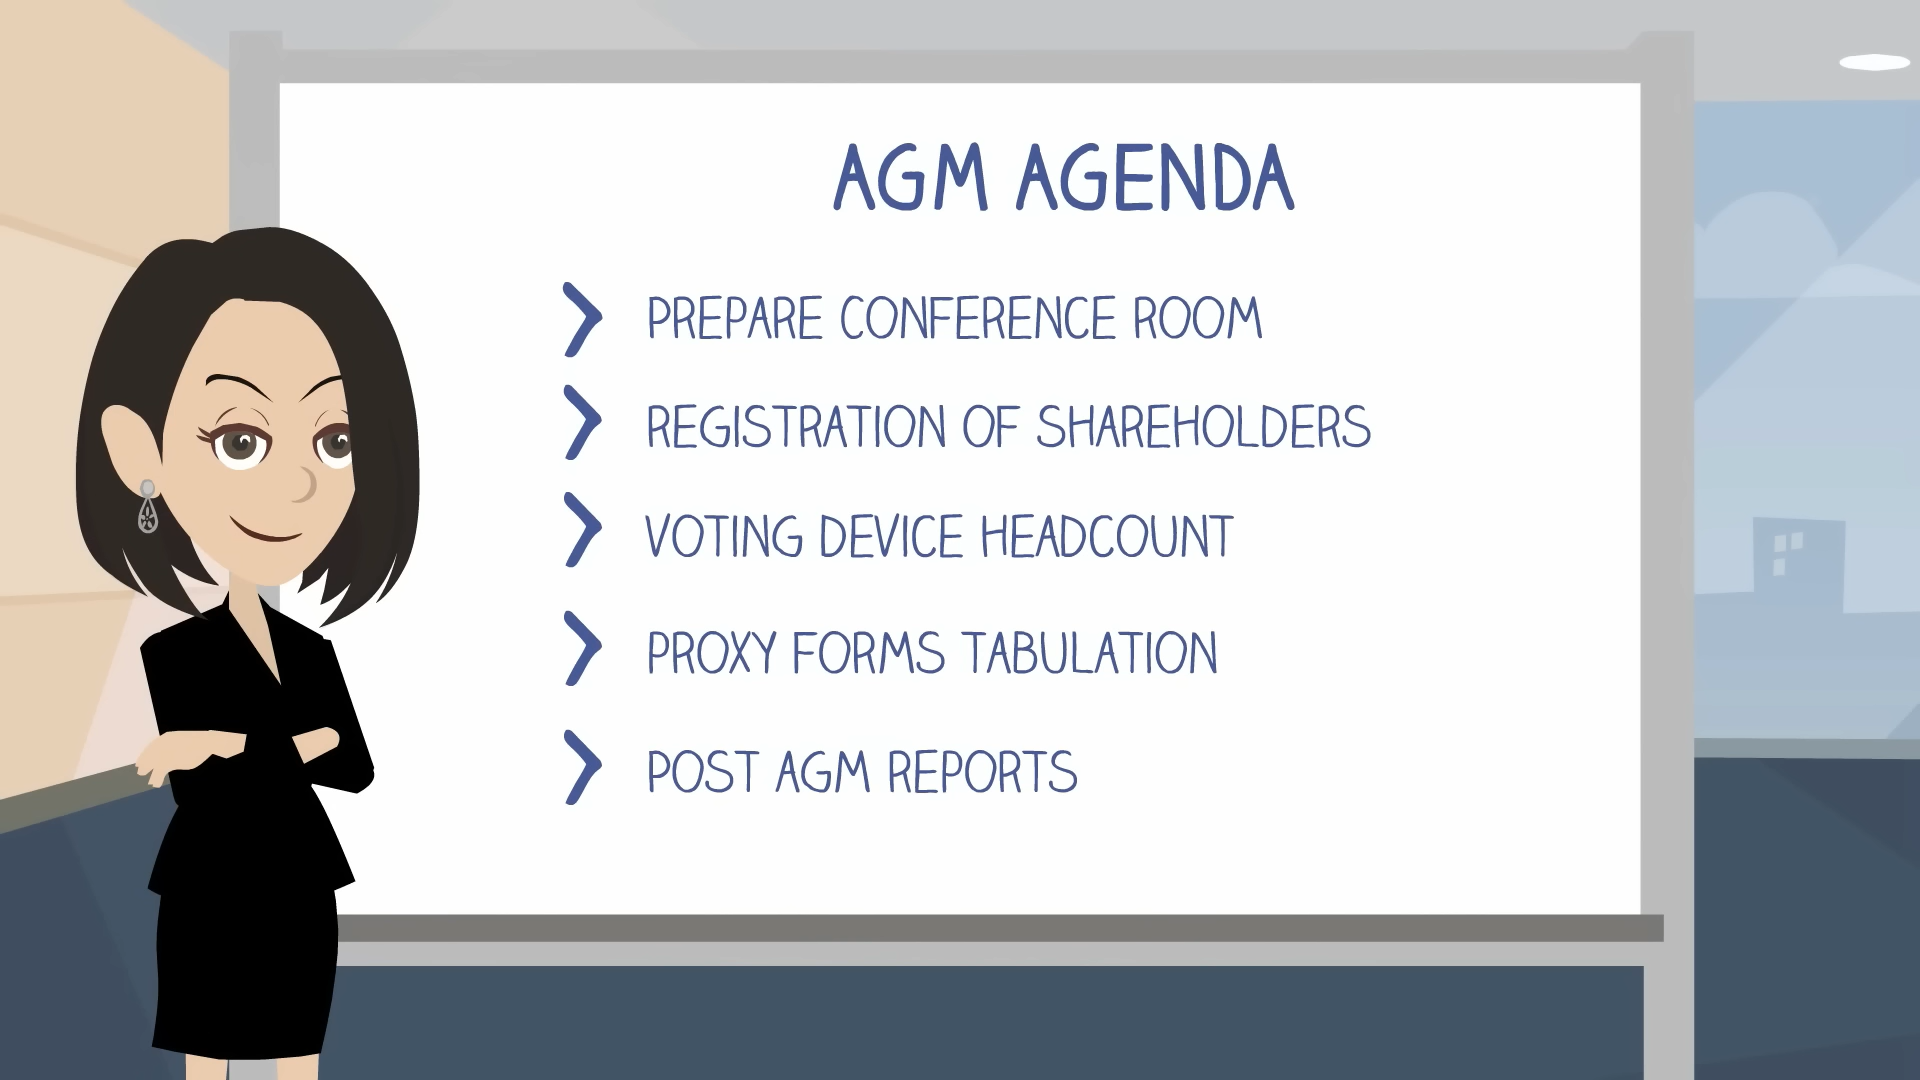 AGM AGENDA
PREPARE CONFERENCE ROOM
REGISTRATION OF SHAREHOLDERS
VOTING DEVICE HEADCOUNT
PROXY FORMS TABULATION
POST AGM REPORTS